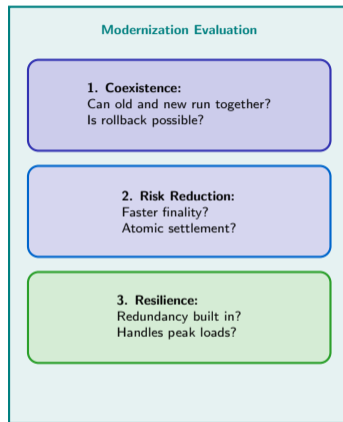 Modernization Evaluation
1. Coexistence:
Can old and new run together?
Is rollback possible?
2. Risk Reduction:
Faster finality?
Atomic settlement?
3. Resilience:
Redundancy built in?
Handles peak loads?